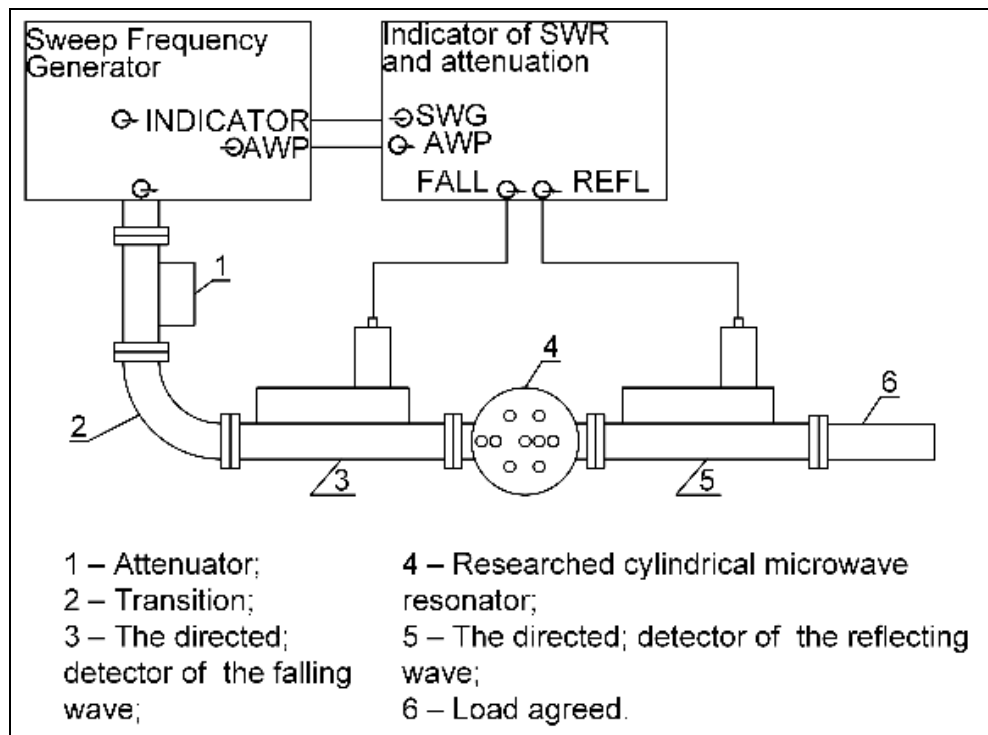 Sweep Frequency
Generator
INDICATOR
AWP
Indicator of SWR
and attenuation
SWG
AWP
FALL
REFL
1
2
3
4
5
6
1 – Attenuator;
2 – Transition;
3 – The directed;
detector of the falling
wave;
4 – Researched cylindrical microwave
resonator;
5 – The directed; detector of the reflecting
wave;
6 – Load agreed.